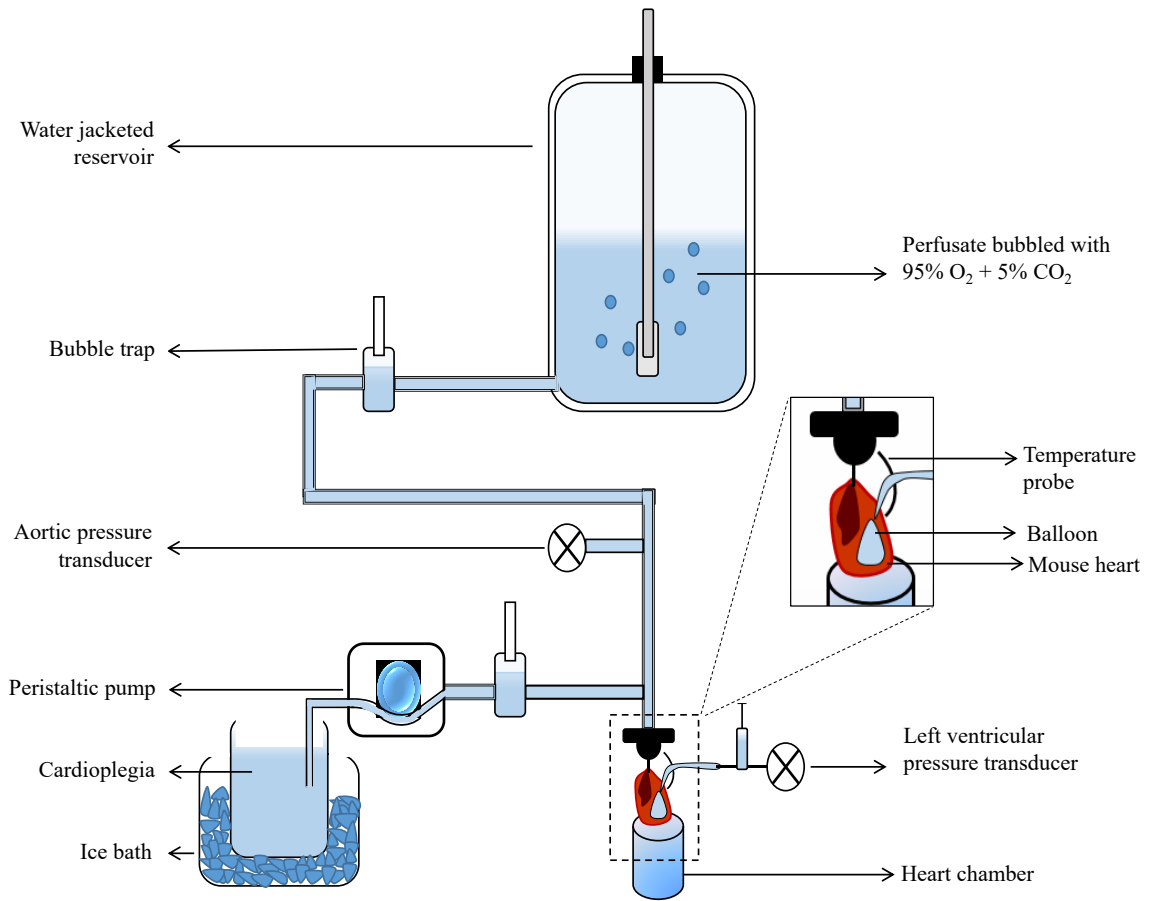 Water jacketed
reservoir
Perfusate bubbled with
95% O₂ + 5% CO₂
Bubble trap
Temperature
probe
Balloon
Mouse heart
Aortic pressure
transducer
Peristaltic pump
Left ventricular
pressure transducer
Cardioplegia
Ice bath
Heart chamber